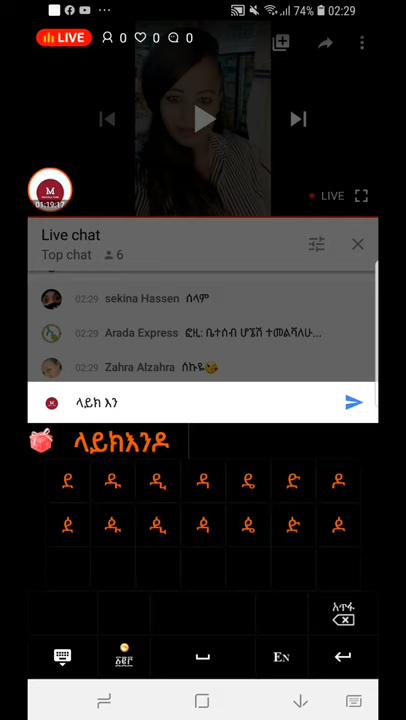 74% 02:29
LIVE 0 0 0
M
01:19:17
LIVE
Live chat
Top chat 6
02:29 sekina Hassen ሰላም
02:29 Arada Express ፎዚ: ቤተሰብ ሆኜሽ ተመልሻለሁ...
02:29 Zahra Alzahra ሰኩዬ😘
ላይክ እን
ላይክእንዶ
ደ ዱ ዲ ዳ ዴ ድ ዶ
ዸ ዹ ዺ ዻ ዼ ዽ ዾ
አጥፋ
EN